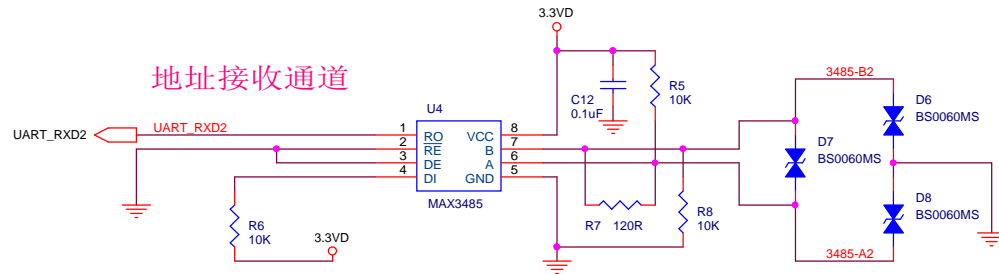 3.3VD
地址接收通道
3485-B2
R5
10K
C12
0.1uF
D6
BS0060MS
U4
UART_RXD2
UART_RXD2
1
RO
VCC
8
2
RE
B
7
3
DE
A
6
4
DI
GND
5
MAX3485
D7
BS0060MS
D8
BS0060MS
R6
10K
3.3VD
R7
120R
R8
10K
3485-A2